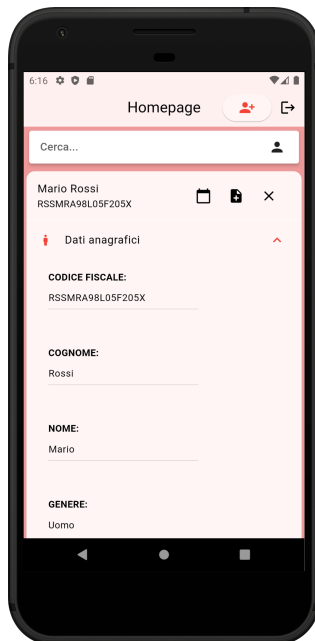 6:16
Homepage
Cerca...
Mario Rossi
RSSMRA98L05F205X
Dati anagrafici
CODICE FISCALE:
RSSMRA98L05F205X
COGNOME:
Rossi
NOME:
Mario
GENERE:
Uomo